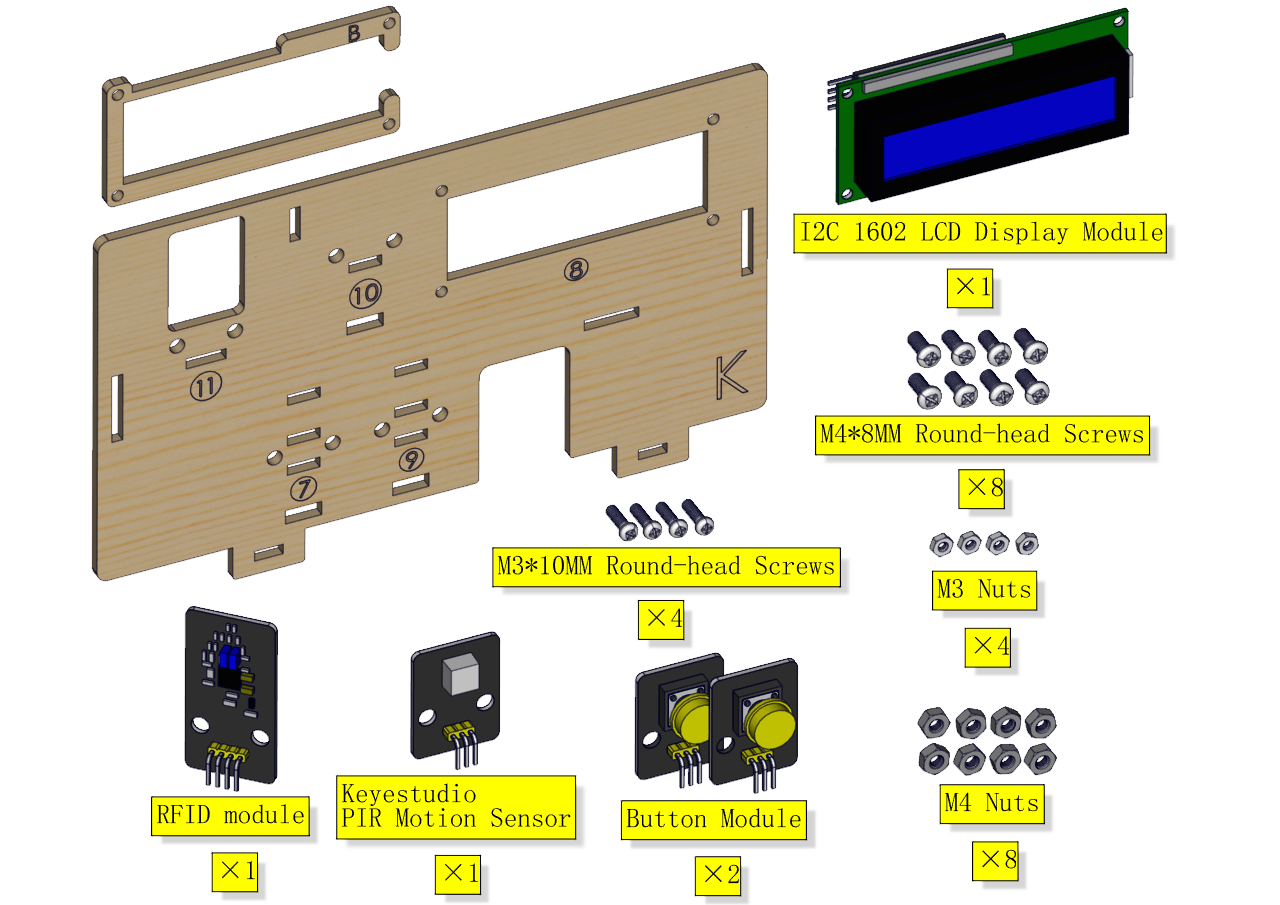 B
I2C 1602 LCD Display Module
×1
⑧
⑩
⑪
K
M4*8MM Round-head Screws
×8
⑨
⑦
M3*10MM Round-head Screws
×4
M3 Nuts
×4
RFID module
×1
Keyestudio
PIR Motion Sensor
×1
Button Module
×2
M4 Nuts
×8